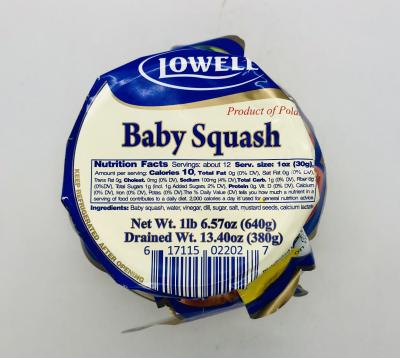 LOWELL
Product of Pola
Baby Squash
Nutrition Facts Servings: about 12 Serv. size: 1oz (30g)
Amount per serving: Calories 10, Total Fat 0g (0% DV), Sat Fat 0g (0% DV),
Trans Fat 0g, Cholest. 0mg (0% DV), Sodium 100mg (4% DV), Total Carb. 1g (0% DV), Fiber 0g
(0% DV), Total Sugars 1g (Incl. 1g Added Sugars, 2% DV), Protein 0g, Vit. D (0% DV), Calcium
(0% DV), Iron (0% DV), Potas. (0% DV). The % Daily Value (DV) tells you how much a nutrient in a
serving of food contributes to a daily diet. 2,000 calories a day is used for general nutrition advice.
Ingredients: Baby squash, water, vinegar, dill, sugar, salt, mustard seeds, calcium lactate
Net Wt. 1lb 6.57oz (640g)
Drained Wt. 13.40oz (380g)
6 17115 02202 7
KEEP REFRIGERATED AFTER OPENING